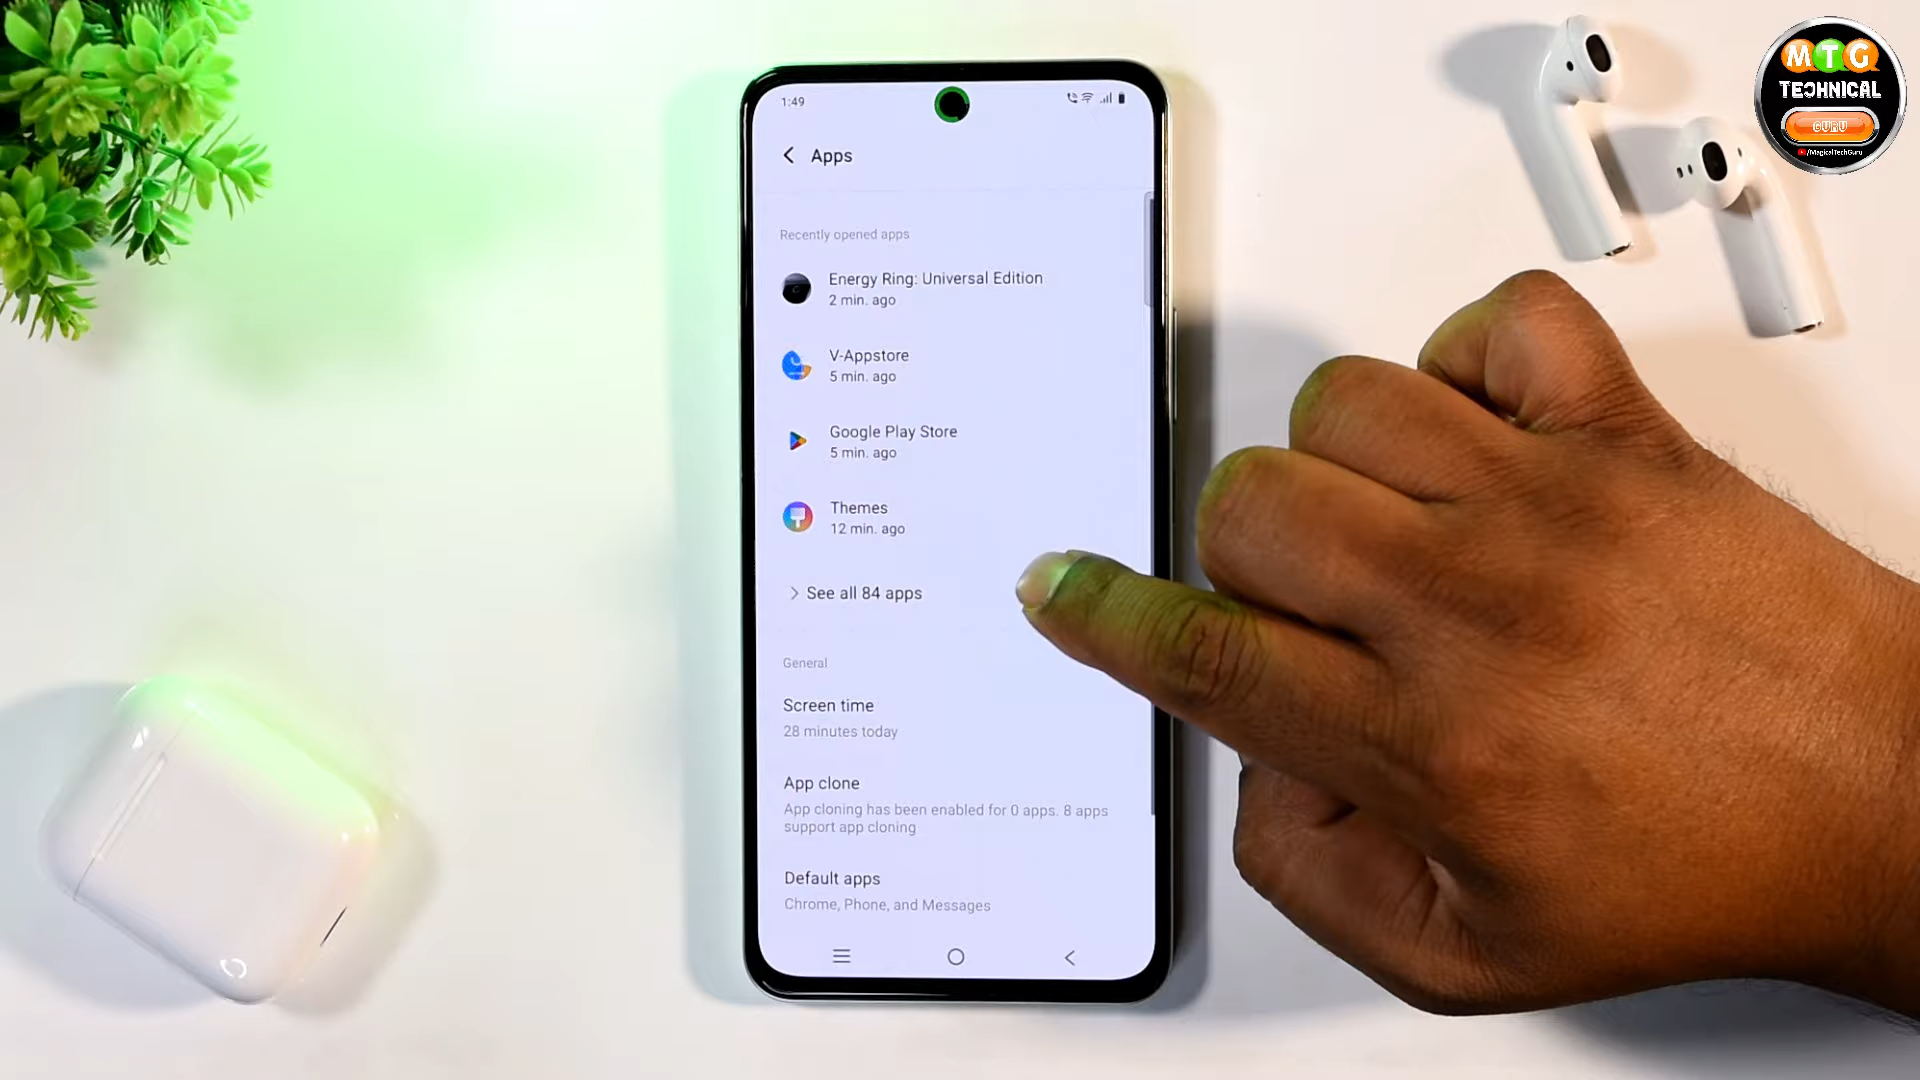 1:49
Apps
Recently opened apps
Energy Ring: Universal Edition
2 min. ago
V-Appstore
5 min. ago
Google Play Store
5 min. ago
Themes
12 min. ago
See all 84 apps
General
Screen time
28 minutes today
App clone
App cloning has been enabled for 0 apps. 8 apps
support app cloning
Default apps
Chrome, Phone, and Messages
MTG
TECHNICAL
GURU
/MagicalTechGuru